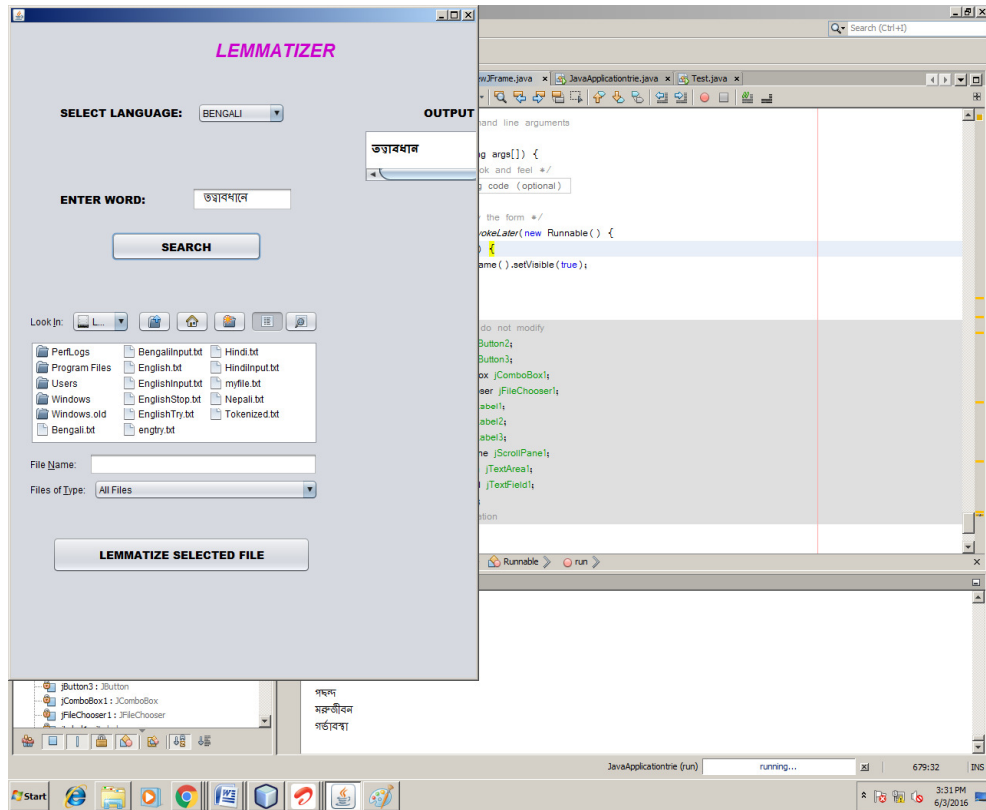 LEMMATIZER
SELECT LANGUAGE: BENGALI
OUTPUT
তত্ত্বাবধান
ENTER WORD: তত্ত্বাবধানে
SEARCH
Look In: L...
PerfLogs BengaliInput.txt Hindi.txt
Program Files English.txt HindiInput.txt
Users EnglishInput.txt myfile.txt
Windows EnglishStop.txt Nepali.txt
Windows.old EnglishTry.txt Tokenized.txt
Bengali.txt engtry.txt
File Name:
Files of Type: All Files
LEMMATIZE SELECTED FILE
Search (Ctrl+I)
ewJFrame.java x JavaApplicationtrie.java x Test.java x
mand line arguments
ng args[]) {
ok and feel */
g code (optional)
y the form */
vokeLater(new Runnable() {
) {
ame().setVisible(true);
do not modify
Button2;
Button3;
ox jComboBox1;
ser jFileChooser1;
abel1;
abel2;
abel3;
ne jScrollPane1;
jTextArea1;
jTextField1;
;
ation
Runnable run
jButton3 : JButton
jComboBox1 : JComboBox
jFileChooser1 : JFileChooser
পছন্দ
মরুজীবন
গর্ভাবস্থা
JavaApplicationtrie (run) running... 679:32 INS
Start W 3:31 PM
6/3/2016